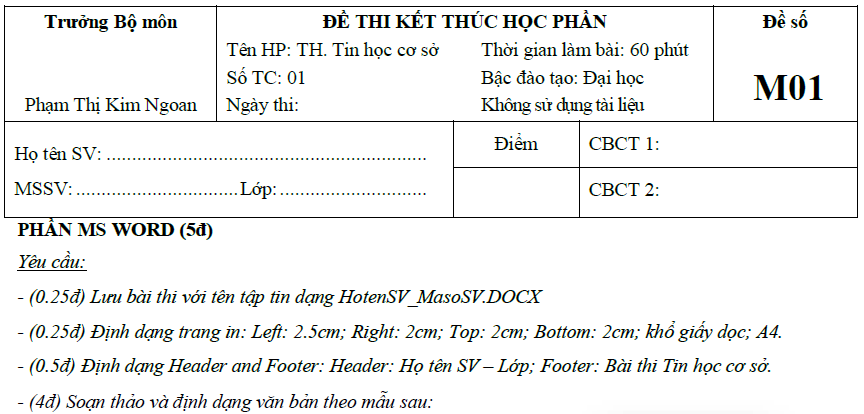 Trưởng Bộ môn
Phạm Thị Kim Ngoan
ĐỀ THI KẾT THÚC HỌC PHẦN
Tên HP: TH. Tin học cơ sở Thời gian làm bài: 60 phút
Số TC: 01 Bậc đào tạo: Đại học
Ngày thi: Không sử dụng tài liệu
Đề số
M01
Họ tên SV: ................................................................
MSSV: ................................. Lớp: .............................
Điểm
CBCT 1:
CBCT 2:
PHẦN MS WORD (5đ)
Yêu cầu:
- (0.25đ) Lưu bài thi với tên tập tin dạng HotenSV_MasoSV.DOCX
- (0.25đ) Định dạng trang in: Left: 2.5cm; Right: 2cm; Top: 2cm; Bottom: 2cm; khổ giấy dọc; A4.
- (0.5đ) Định dạng Header and Footer: Header: Họ tên SV – Lớp; Footer: Bài thi Tin học cơ sở.
- (4đ) Soạn thảo và định dạng văn bản theo mẫu sau: